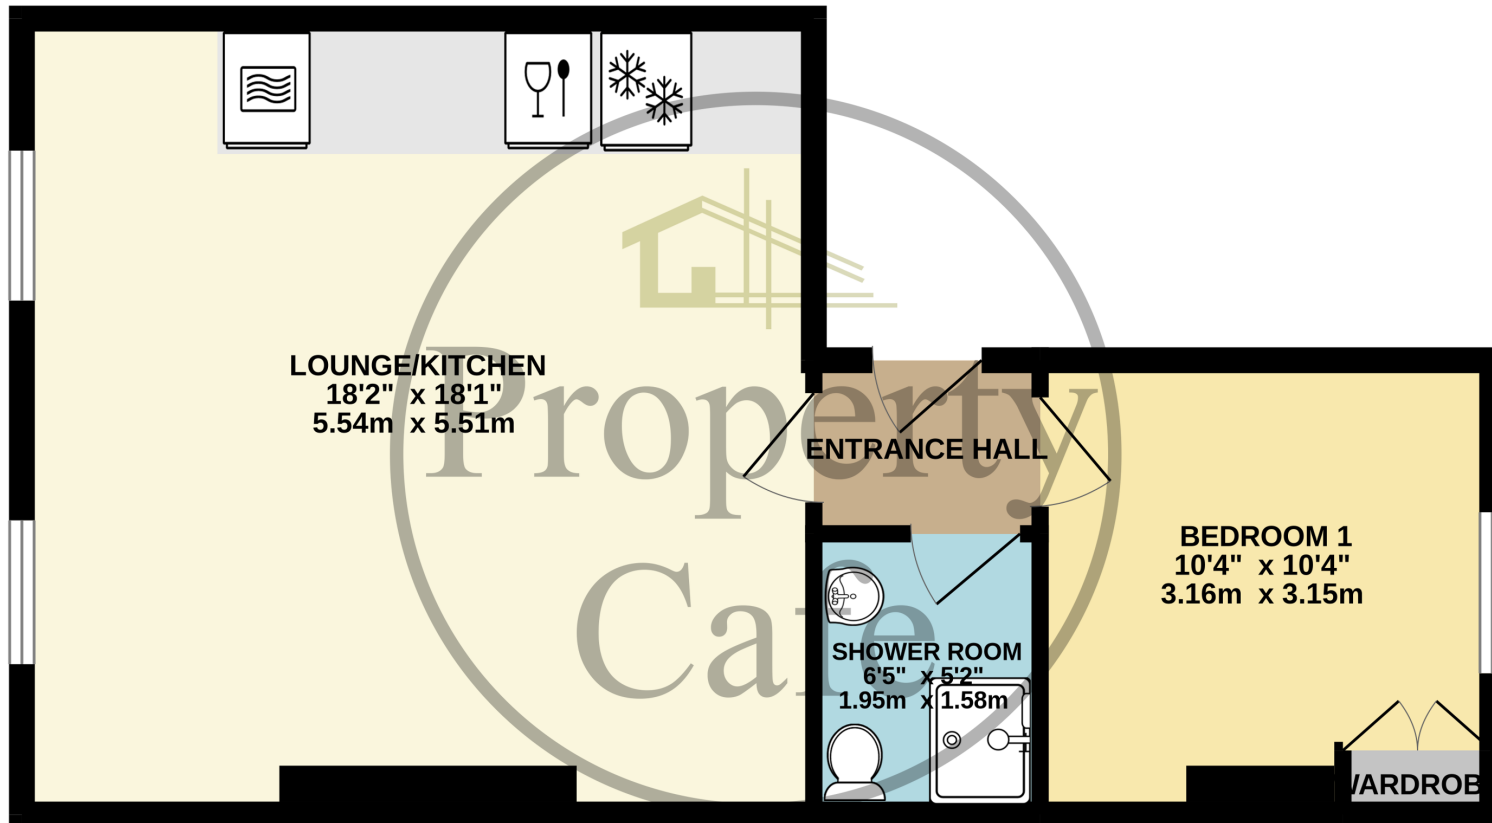 LOUNGE/KITCHEN
18'2" x 18'1"
5.54m x 5.51m
ENTRANCE HALL
BEDROOM 1
10'4" x 10'4"
3.16m x 3.15m
SHOWER ROOM
6'5" x 5'2"
1.95m x 1.58m
WARDROB
Property
Cafe